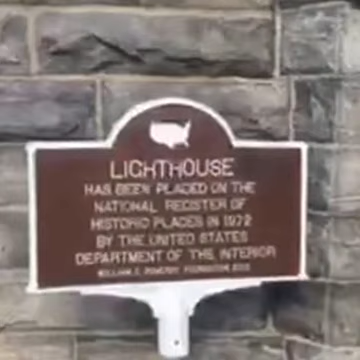 LIGHTHOUSE
HAS BEEN PLACED ON THE
NATIONAL REGISTER OF
HISTORIC PLACES IN 1972
BY THE UNITED STATES
DEPARTMENT OF THE INTERIOR
WILLIAM G. POMEROY FOUNDATION